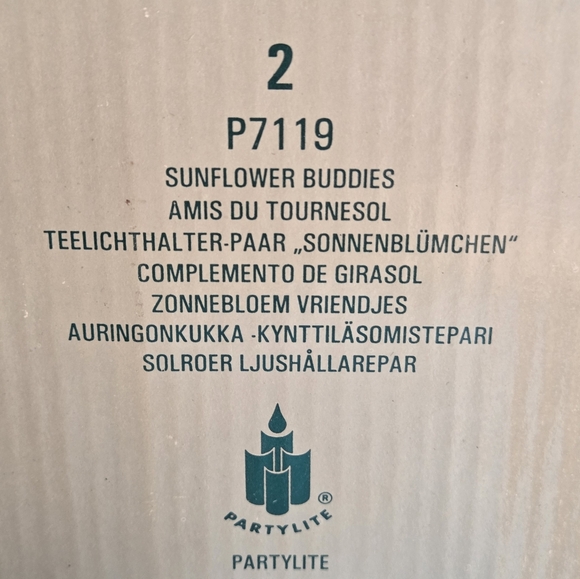 2
P7119
SUNFLOWER BUDDIES
AMIS DU TOURNESOL
TEELICHTHALTER-PAAR „SONNENBLÜMCHEN“
COMPLEMENTO DE GIRASOL
ZONNEBLOEM VRIENDJES
AURINGONKUKKA -KYNTTILÄSOMISTEPARI
SOLROER LJUSHÅLLAREPAR
PARTYLITE®
PARTYLITE